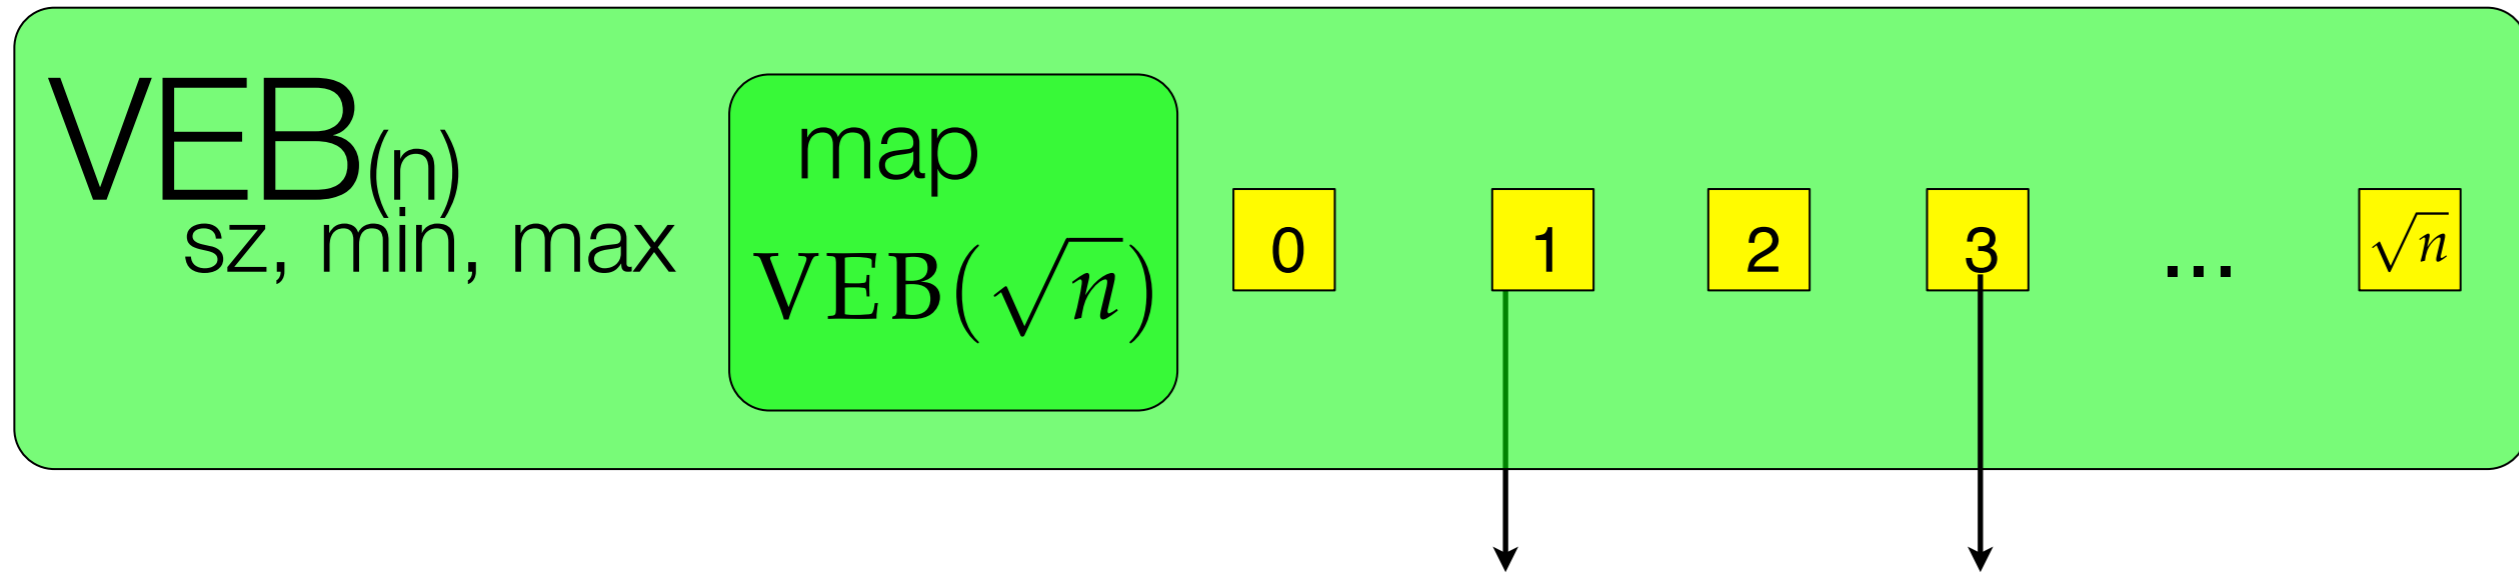 VEB(n)
sz, min, max
map
VEB(√n)
0 1 2 3 ... √n